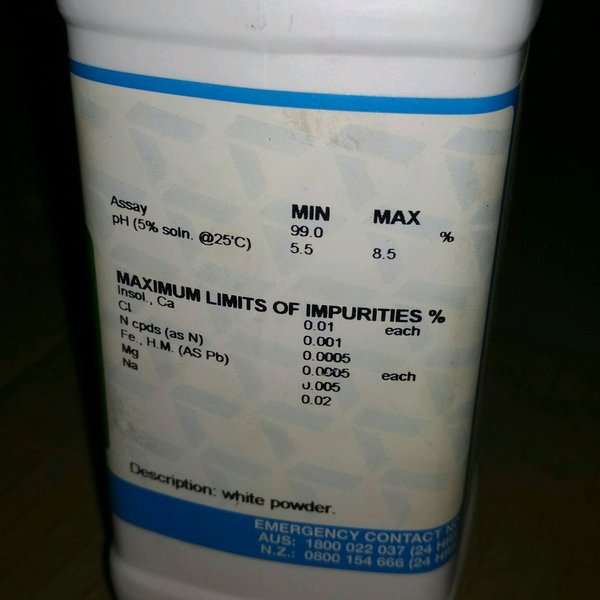 MIN MAX
Assay 99.0 %
pH (5% soln. @25'C) 5.5 8.5
MAXIMUM LIMITS OF IMPURITIES %
Insol., Ca 0.01 each
Cl 0.001
N cpds (as N) 0.0005
Fe., H.M. (AS Pb) 0.0005 each
Mg 0.005
Na 0.02
Description: white powder.
EMERGENCY CONTACT
AUS: 1800 022 037 (24
N.Z.: 0800 154 666 (24